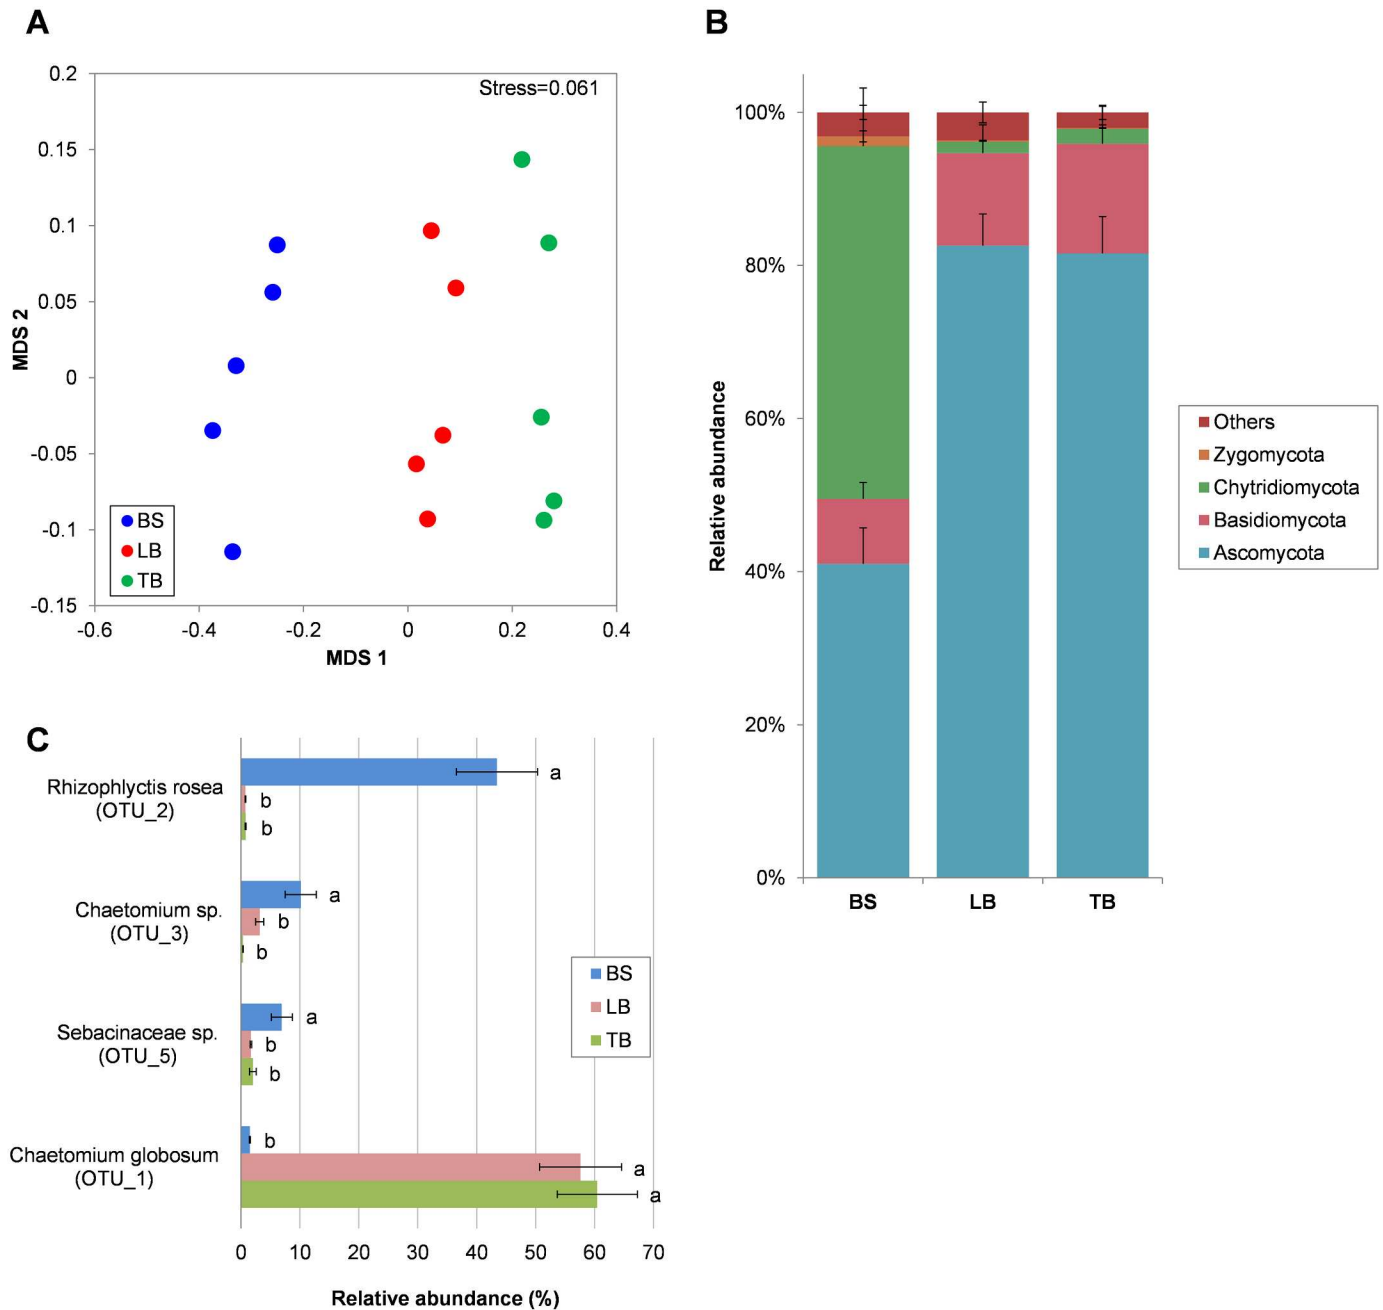 A
Stress=0.061
0.2
0.15
0.1
0.05
0
-0.05
-0.1
-0.15
MDS 2
BS
LB
TB
-0.6
-0.4
-0.2
0
0.2
0.4
MDS 1
B
100%
80%
60%
40%
20%
0%
Relative abundance
BS
LB
TB
Others
Zygomycota
Chytridiomycota
Basidiomycota
Ascomycota
C
Rhizophlyctis rosea
(OTU_2)
a
b
b
Chaetomium sp.
(OTU_3)
a
b
b
Sebacinaceae sp.
(OTU_5)
a
b
b
Chaetomium globosum
(OTU_1)
b
a
a
BS
LB
TB
0
10
20
30
40
50
60
70
Relative abundance (%)